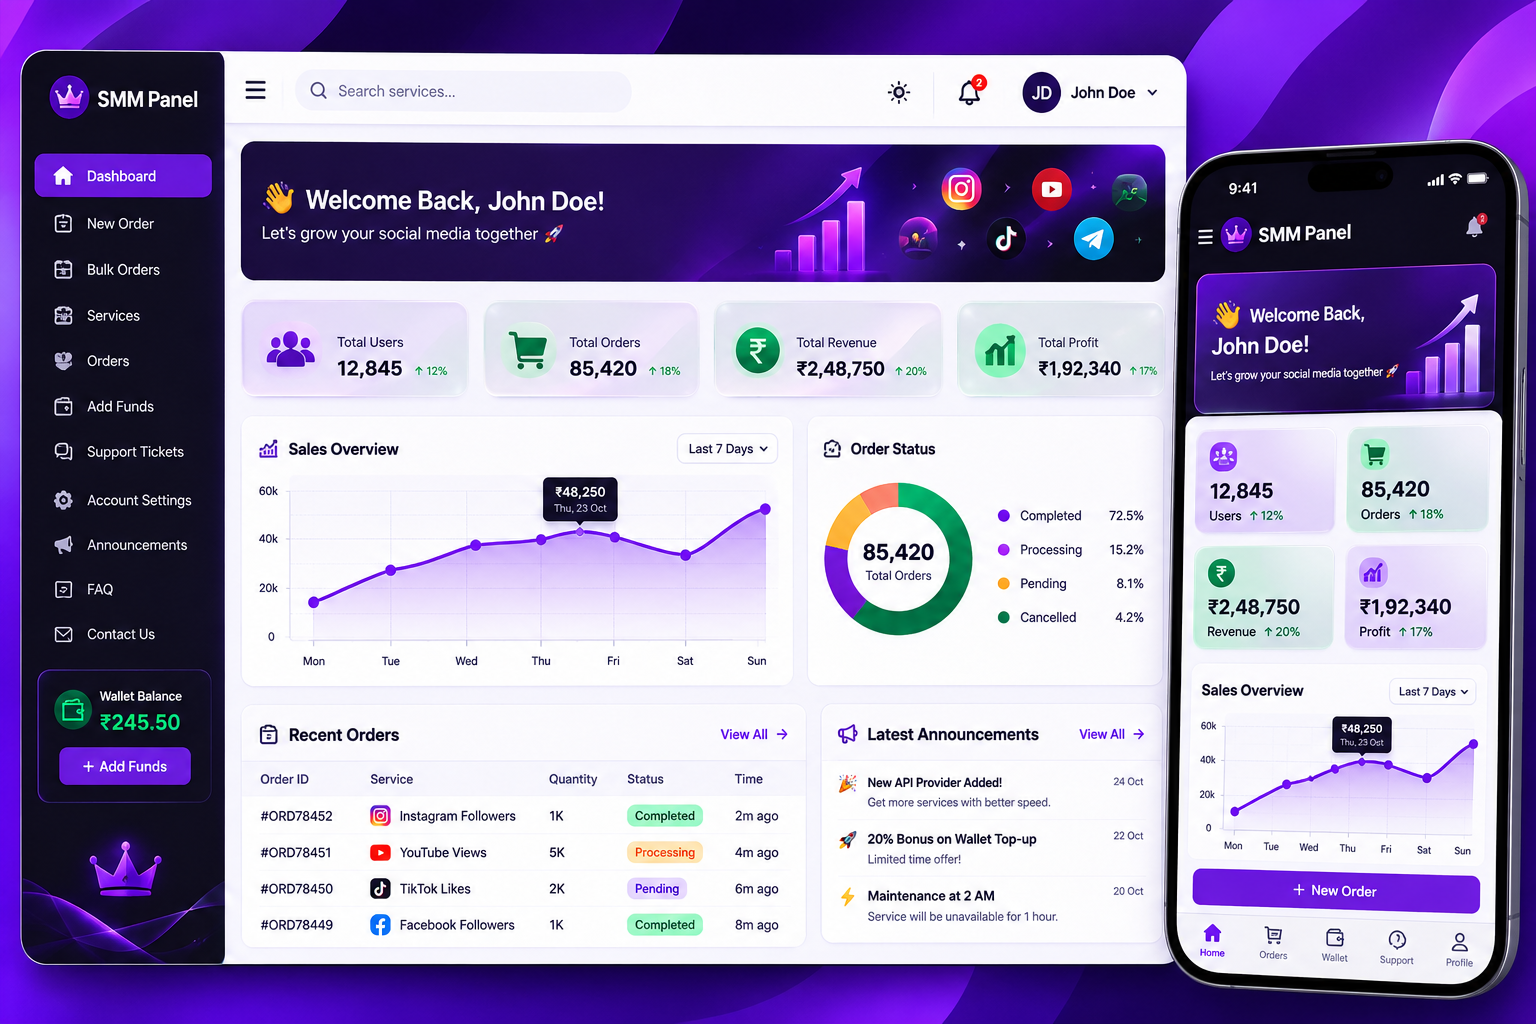 SMM Panel
Dashboard
New Order
Bulk Orders
Services
Orders
Add Funds
Support Tickets
Account Settings
Announcements
FAQ
Contact Us
Wallet Balance
₹245.50
+ Add Funds
Search services...
2
JD John Doe
Welcome Back, John Doe!
Let's grow your social media together
Total Users
12,845 ↑ 12%
Total Orders
85,420 ↑ 18%
Total Revenue
₹2,48,750 ↑ 20%
Total Profit
₹1,92,340 ↑ 17%
Sales Overview
Last 7 Days
60k
40k
20k
0
₹48,250
Thu, 23 Oct
Mon Tue Wed Thu Fri Sat Sun
Order Status
85,420
Total Orders
Completed 72.5%
Processing 15.2%
Pending 8.1%
Cancelled 4.2%
Recent Orders
View All →
Order ID Service Quantity Status Time
#ORD78452 Instagram Followers 1K Completed 2m ago
#ORD78451 YouTube Views 5K Processing 4m ago
#ORD78450 TikTok Likes 2K Pending 6m ago
#ORD78449 Facebook Followers 1K Completed 8m ago
Latest Announcements
View All →
New API Provider Added! 24 Oct
Get more services with better speed.
20% Bonus on Wallet Top-up 22 Oct
Limited time offer!
Maintenance at 2 AM 20 Oct
Service will be unavailable for 1 hour.
9:41
SMM Panel
2
Welcome Back,
John Doe!
Let's grow your social media together
12,845
Users ↑ 12%
85,420
Orders ↑ 18%
₹2,48,750
Revenue ↑ 20%
₹1,92,340
Profit ↑ 17%
Sales Overview
Last 7 Days
60k
40k
20k
0
₹48,250
Thu, 23 Ost
Mon Tue Wed Thu Fri Sat Sun
+ New Order
Home Orders Wallet Support Profile